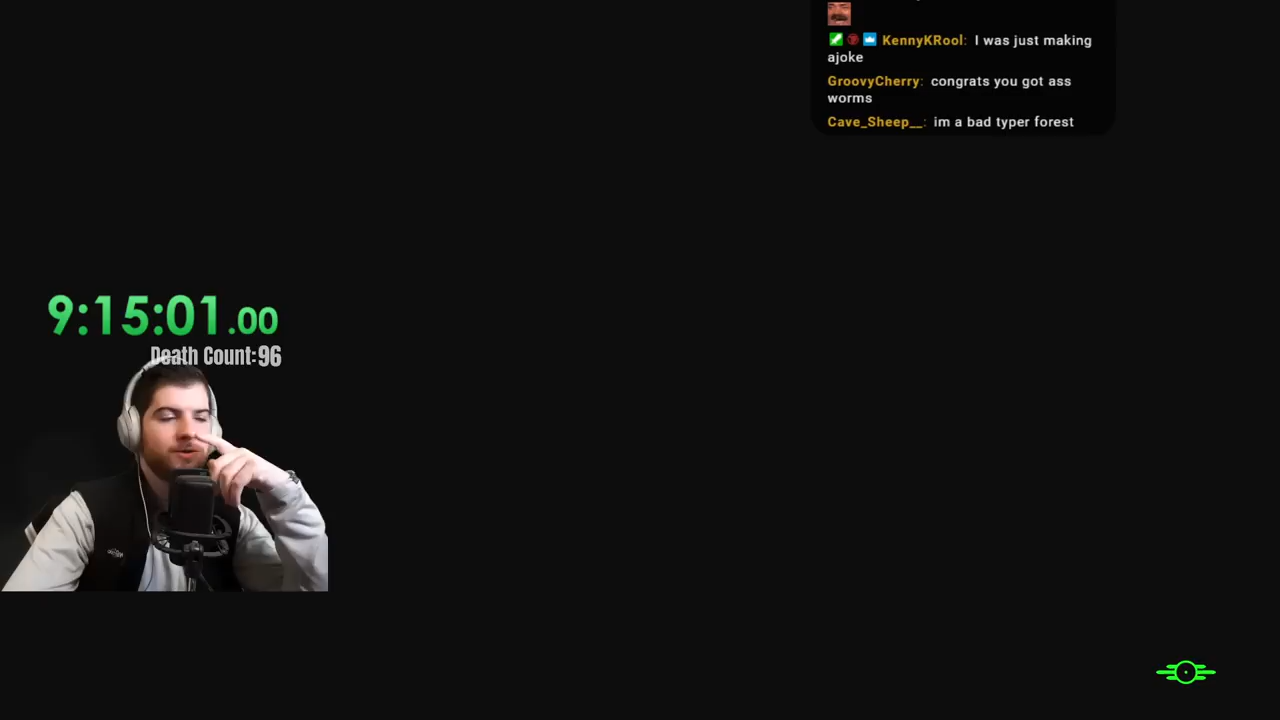 KennyKRool: I was just making
ajoke
GroovyCherry: congrats you got ass
worms
Cave_Sheep__: im a bad typer forest
9:15:01.00
Death Count:96